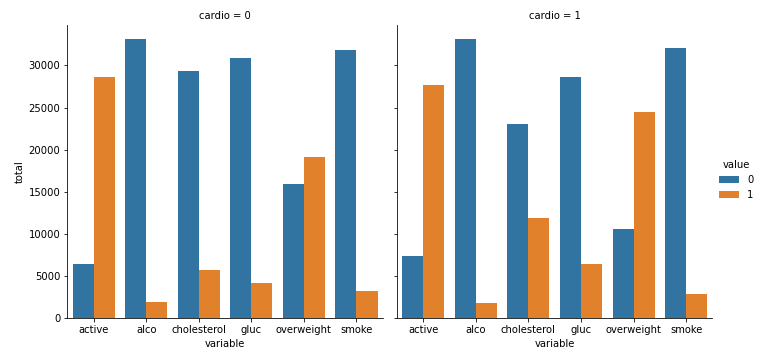 cardio = 0
cardio = 1
30000
25000
20000
15000
10000
5000
0
total
active alco cholesterol gluc overweight smoke
variable
active alco cholesterol gluc overweight smoke
variable
value
0
1